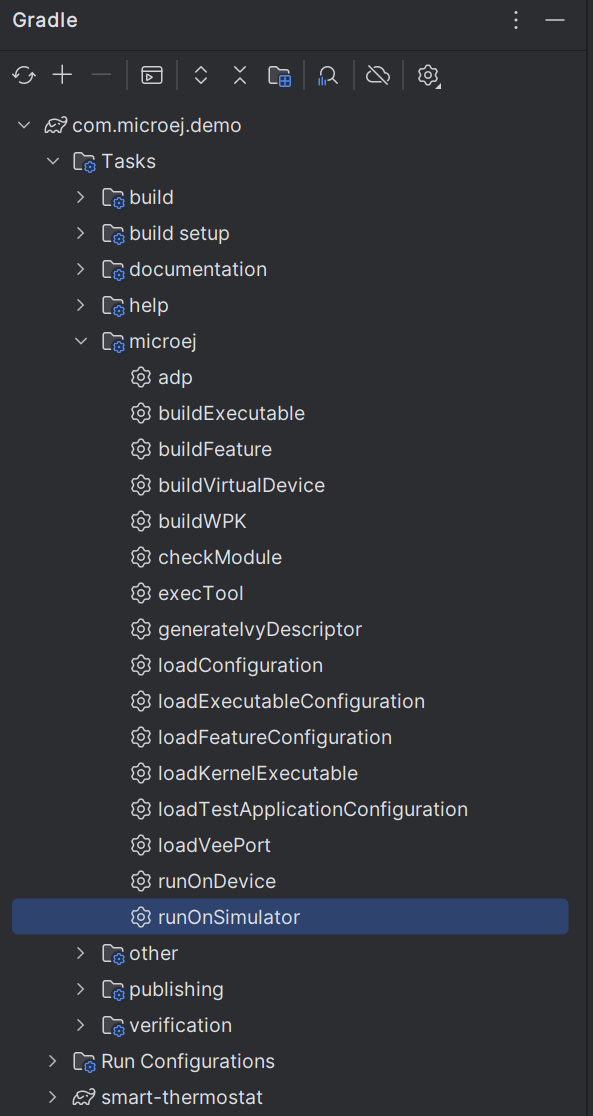 Gradle
com.microej.demo
Tasks
build
build setup
documentation
help
microej
adp
buildExecutable
buildFeature
buildVirtualDevice
buildWPK
checkModule
execTool
generateIvyDescriptor
loadConfiguration
loadExecutableConfiguration
loadFeatureConfiguration
loadKernelExecutable
loadTestApplicationConfiguration
loadVeePort
runOnDevice
runOnSimulator
other
publishing
verification
Run Configurations
smart-thermostat